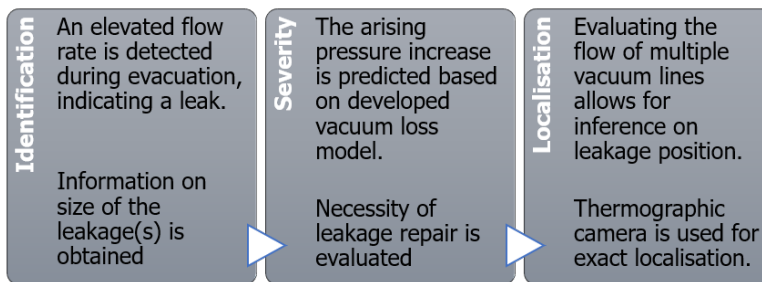 Identification
An elevated flow
rate is detected
during evacuation,
indicating a leak.
Information on
size of the
leakage(s) is
obtained
Severity
The arising
pressure increase
is predicted based
on developed
vacuum loss
model.
Necessity of
leakage repair is
evaluated
Localisation
Evaluating the
flow of multiple
vacuum lines
allows for
inference on
leakage position.
Thermographic
camera is used for
exact localisation.